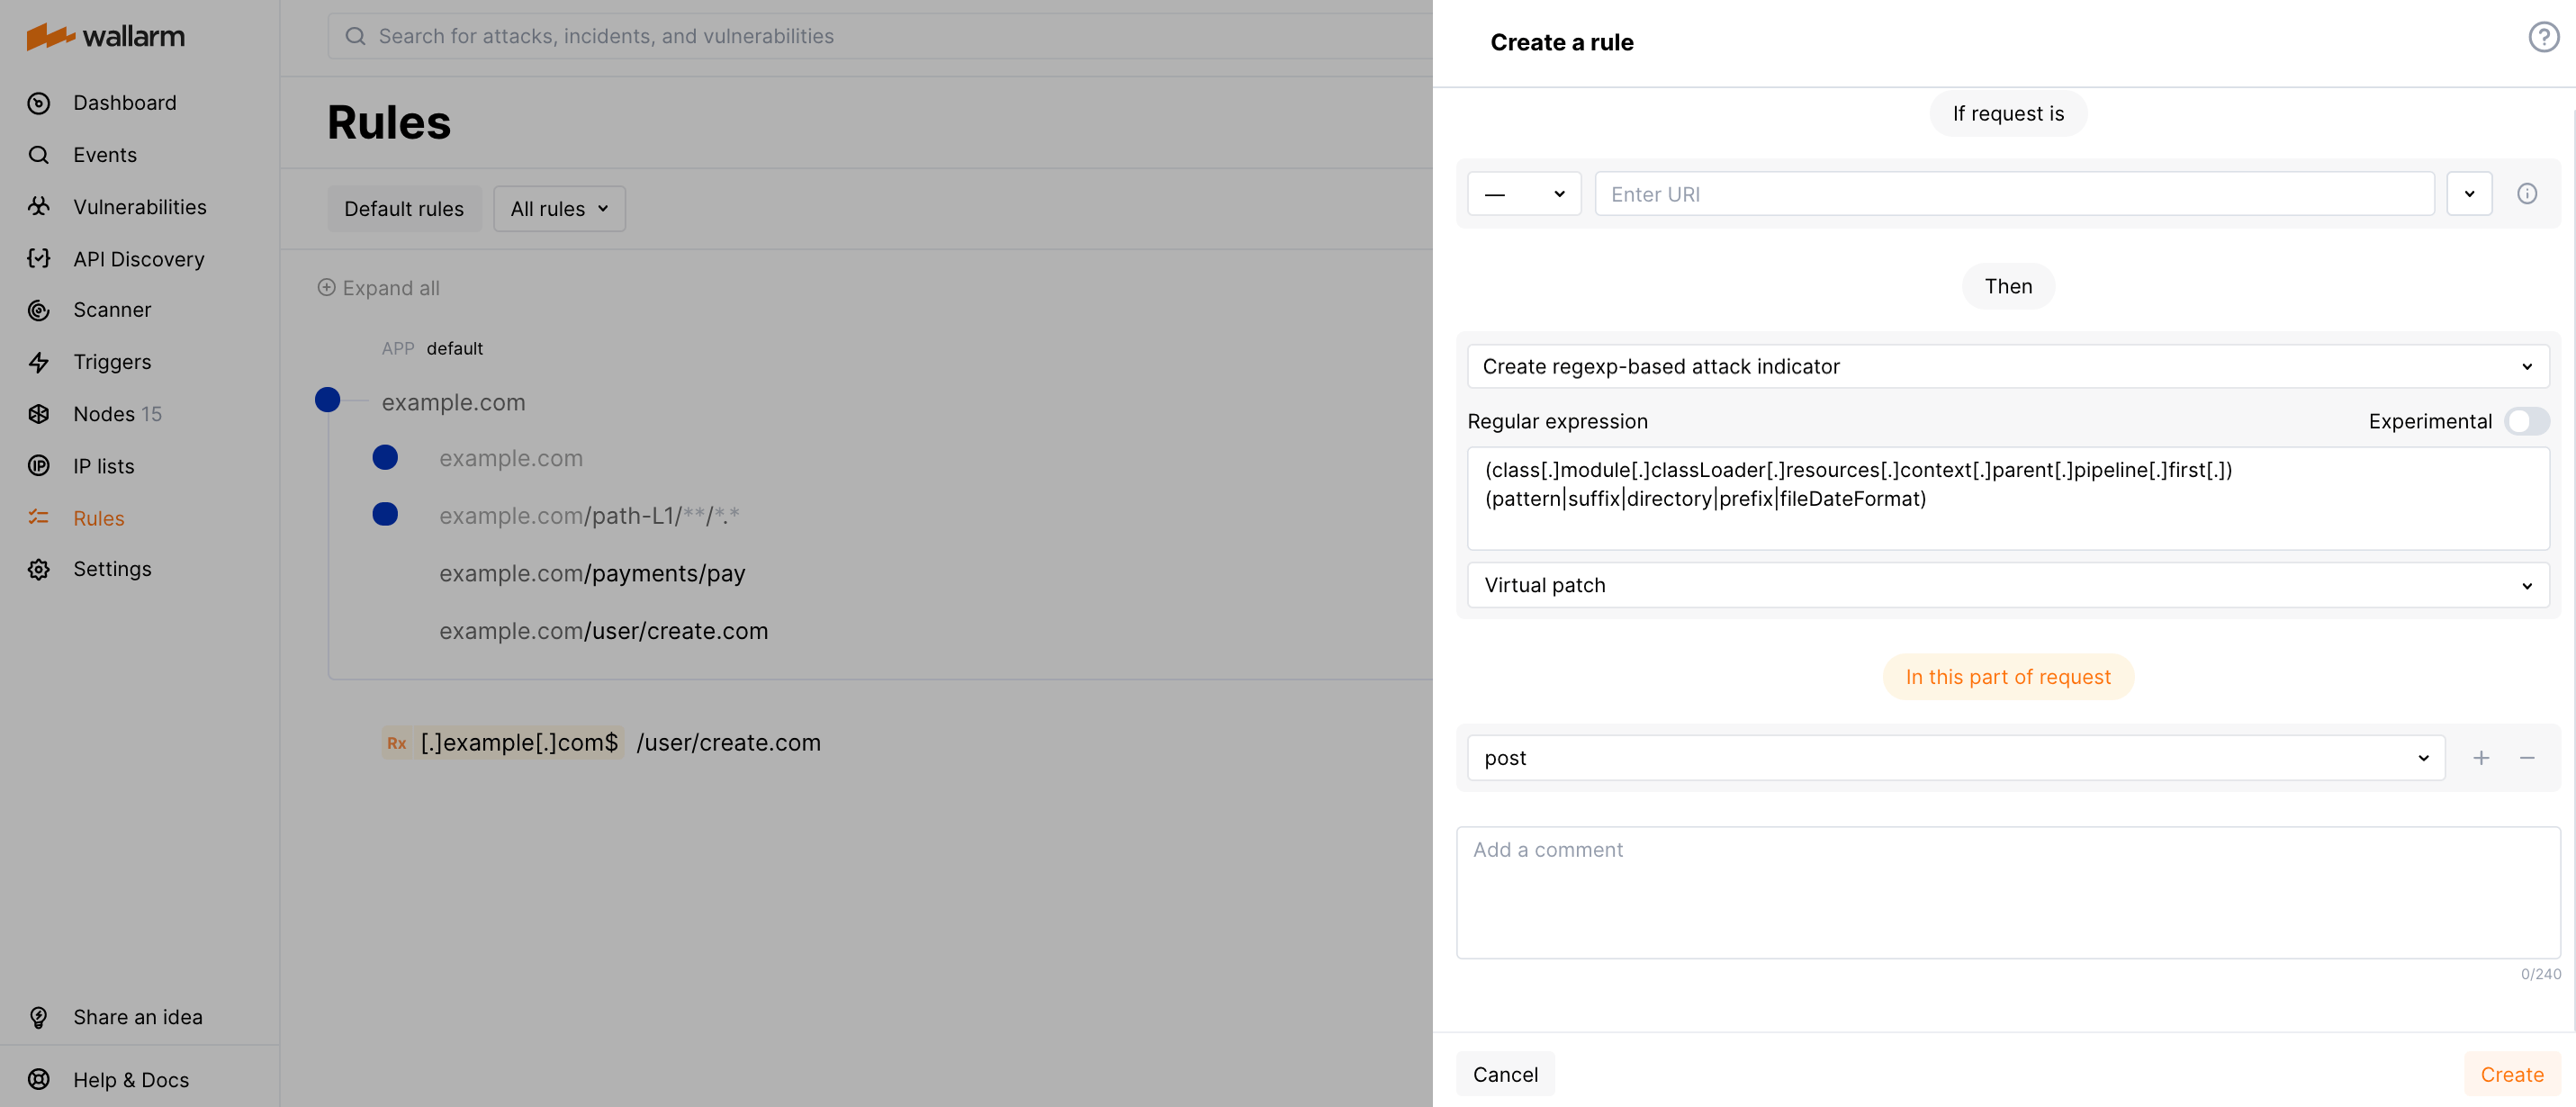 wallarm
Dashboard
Events
Vulnerabilities
API Discovery
Scanner
Triggers
Nodes 15
IP lists
Rules
Settings
Share an idea
Help & Docs
Search for attacks, incidents, and vulnerabilities
Rules
Default rules
All rules
Expand all
APP default
example.com
example.com
example.com/path-L1/**/*.*
example.com/payments/pay
example.com/user/create.com
Rx [.]example[.]com$ /user/create.com
Create a rule
If request is
—
Enter URI
Then
Create regexp-based attack indicator
Regular expression
Experimental
(class[.]module[.]classLoader[.]resources[.]context[.]parent[.]pipeline[.]first[.])
(pattern|suffix|directory|prefix|fileDateFormat)
Virtual patch
In this part of request
post
Add a comment
0/240
Cancel
Create